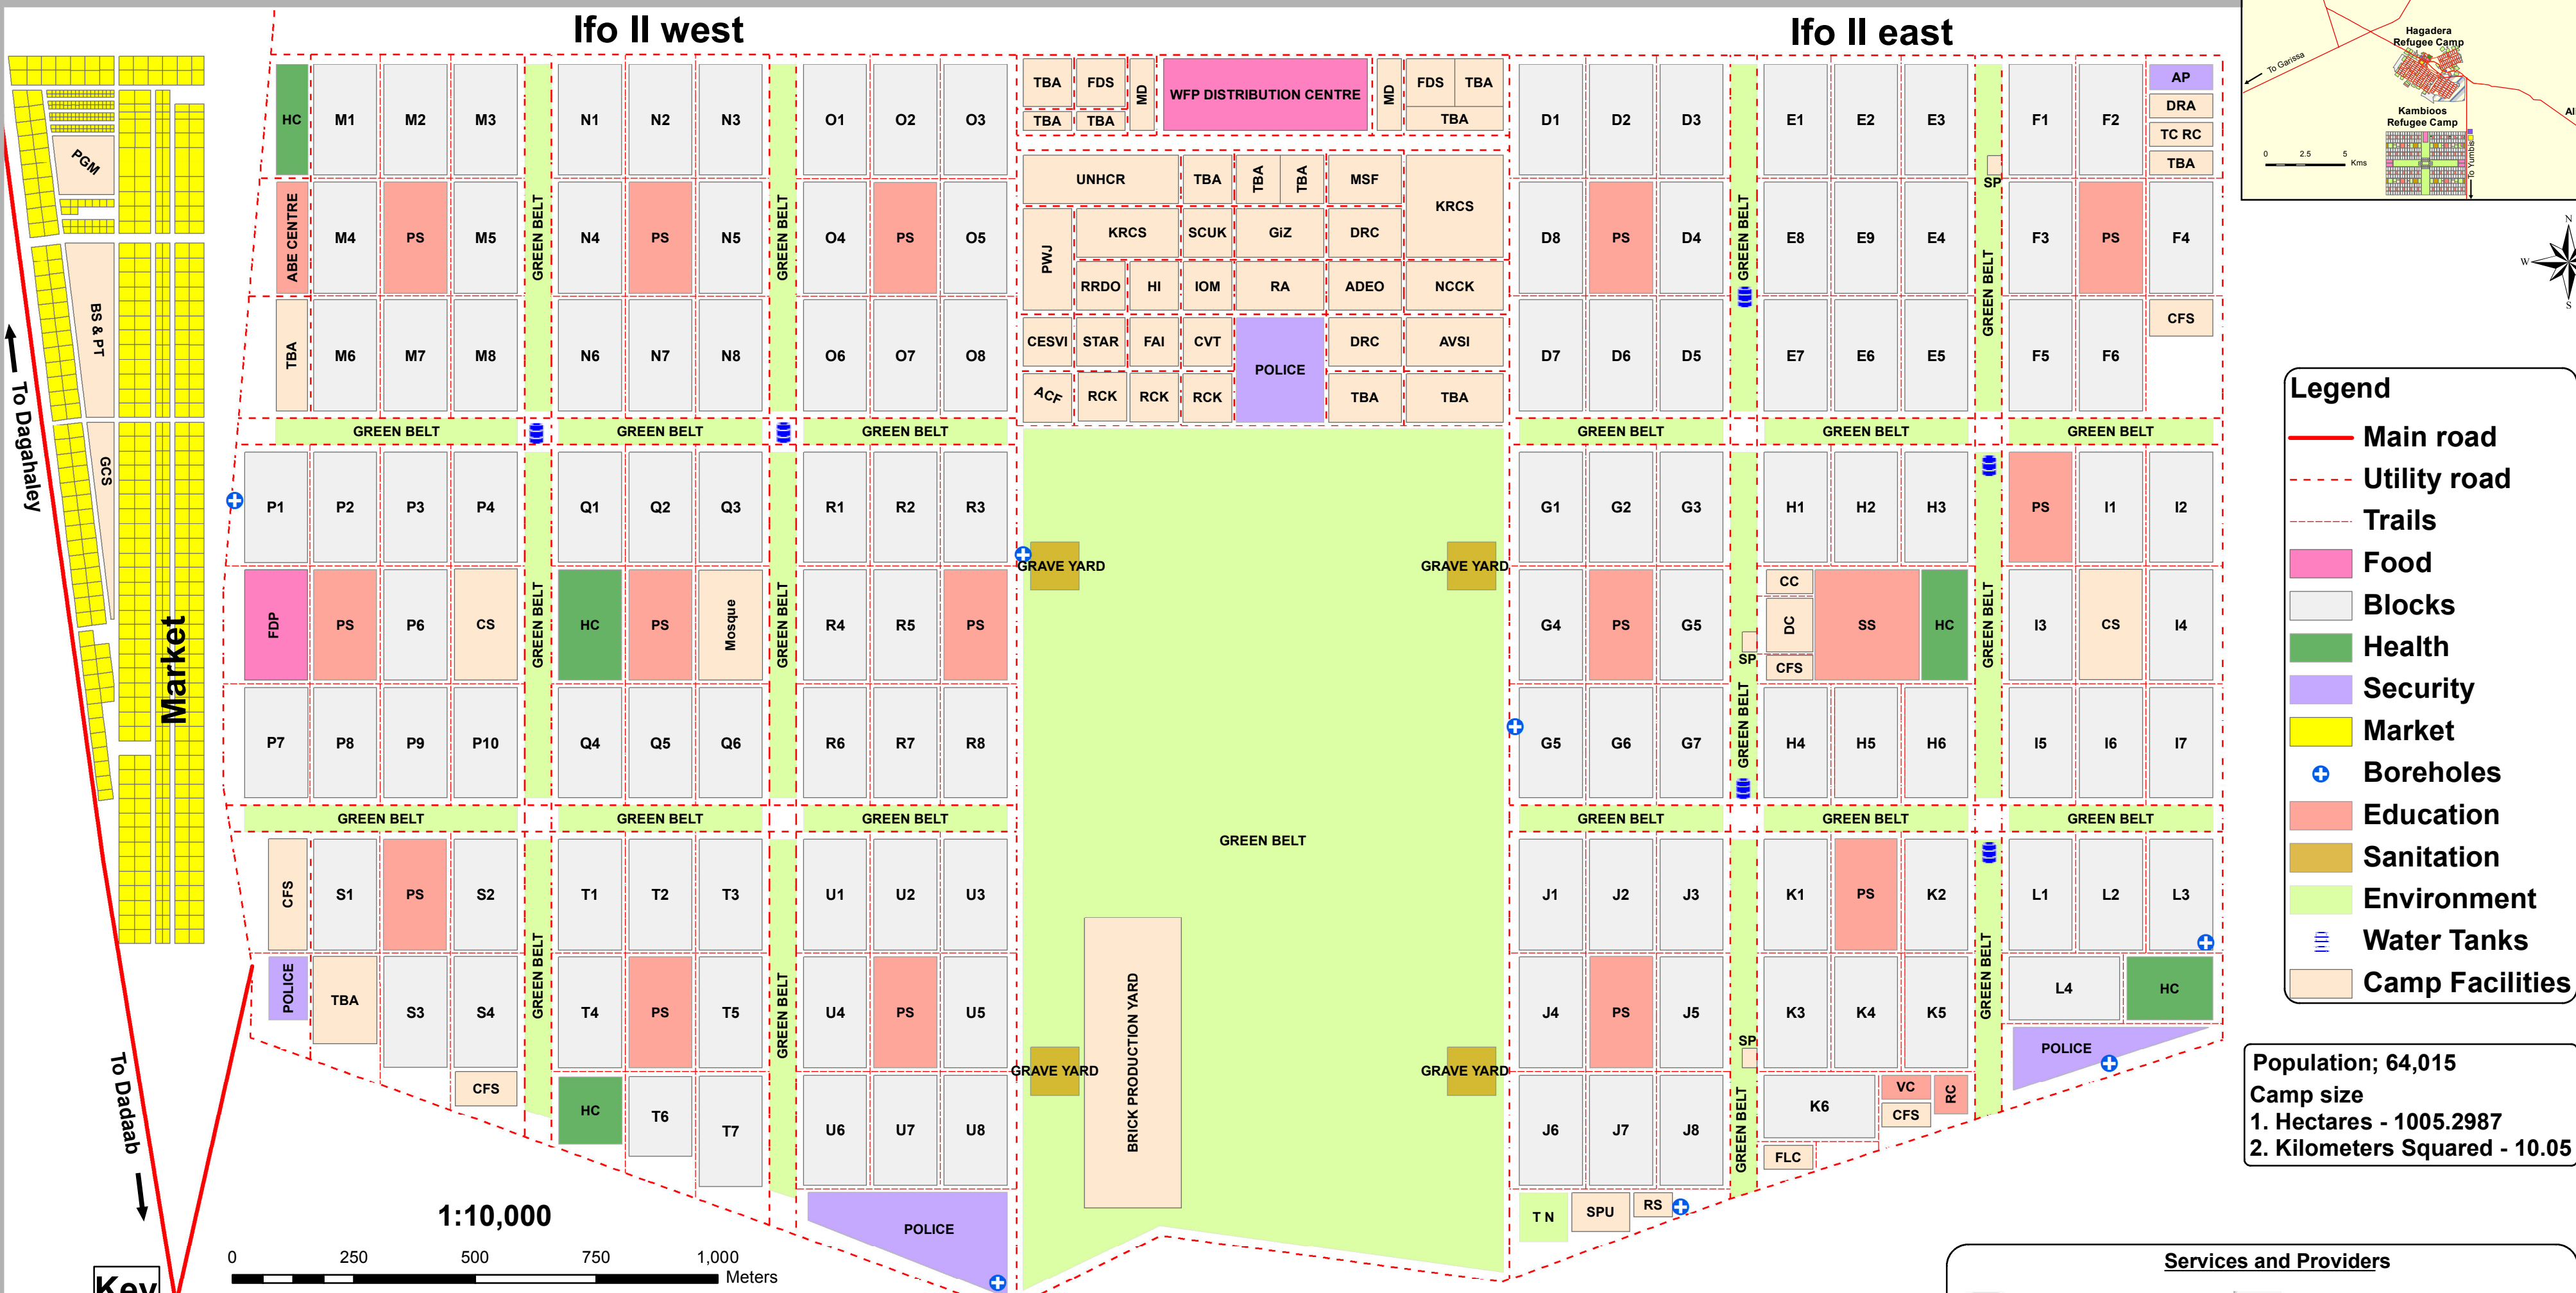 Ifo II west
Ifo II east
To Garissa
Hagadera
Refugee Camp
Kambioos
Refugee Camp
To Yumbis
0 2.5 5
Kms
N
W
S
HC M1 M2 M3 N1 N2 N3 O1 O2 O3
TBA FDS MD WFP DISTRIBUTION CENTRE MD FDS TBA
TBA TBA TBA
D1 D2 D3 E1 E2 E3 F1 F2 AP
DRA
TC RC
TBA
SP
PGM
UNHCR TBA TBA TBA MSF KRCS
ABE CENTRE M4 PS M5 GREEN BELT N4 PS N5 GREEN BELT O4 PS O5
PWJ KRCS SCUK GiZ DRC
D8 PS D4 GREEN BELT E8 E9 E4 GREEN BELT F3 PS F4
RRDO HI IOM RA ADEO NCCK
BS & PT
TBA M6 M7 M8 N6 N7 N8 O6 O7 O8
CESVI STAR FAI CVT POLICE DRC AVSI
ACF RCK RCK RCK TBA TBA
D7 D6 D5 E7 E6 E5 F5 F6 CFS
To Dagahaley
GREEN BELT GREEN BELT GREEN BELT GREEN BELT GREEN BELT GREEN BELT
GCS
P1 P2 P3 P4 Q1 Q2 Q3 R1 R2 R3
GRAVE YARD GRAVE YARD
G1 G2 G3 H1 H2 H3 PS I1 I2
Market
FDP PS P6 CS GREEN BELT HC PS Mosque GREEN BELT R4 R5 PS
G4 PS G5 SP CC DC CFS SS HC GREEN BELT I3 CS I4
P7 P8 P9 P10 Q4 Q5 Q6 R6 R7 R8
G5 G6 G7 GREEN BELT H4 H5 H6 I5 I6 I7
GREEN BELT GREEN BELT GREEN BELT GREEN BELT GREEN BELT GREEN BELT
GREEN BELT
CFS S1 PS S2 T1 T2 T3 U1 U2 U3
J1 J2 J3 K1 PS K2 L1 L2 L3
POLICE TBA S3 S4 GREEN BELT T4 PS T5 GREEN BELT U4 PS U5
BRICK PRODUCTION YARD
J4 PS J5 SP K3 K4 K5 GREEN BELT L4 HC
POLICE
GRAVE YARD GRAVE YARD
CFS HC T6 T7 U6 U7 U8
J6 J7 J8 GREEN BELT K6 VC RC
CFS
FLC
POLICE
T N SPU RS
To Dadaab
1:10,000
0 250 500 750 1,000
Meters
Key
Legend
Main road
Utility road
Trails
Food
Blocks
Health
Security
Market
Boreholes
Education
Sanitation
Environment
Water Tanks
Camp Facilities
Population; 64,015
Camp size
1. Hectares - 1005.2987
2. Kilometers Squared - 10.05
Services and Providers